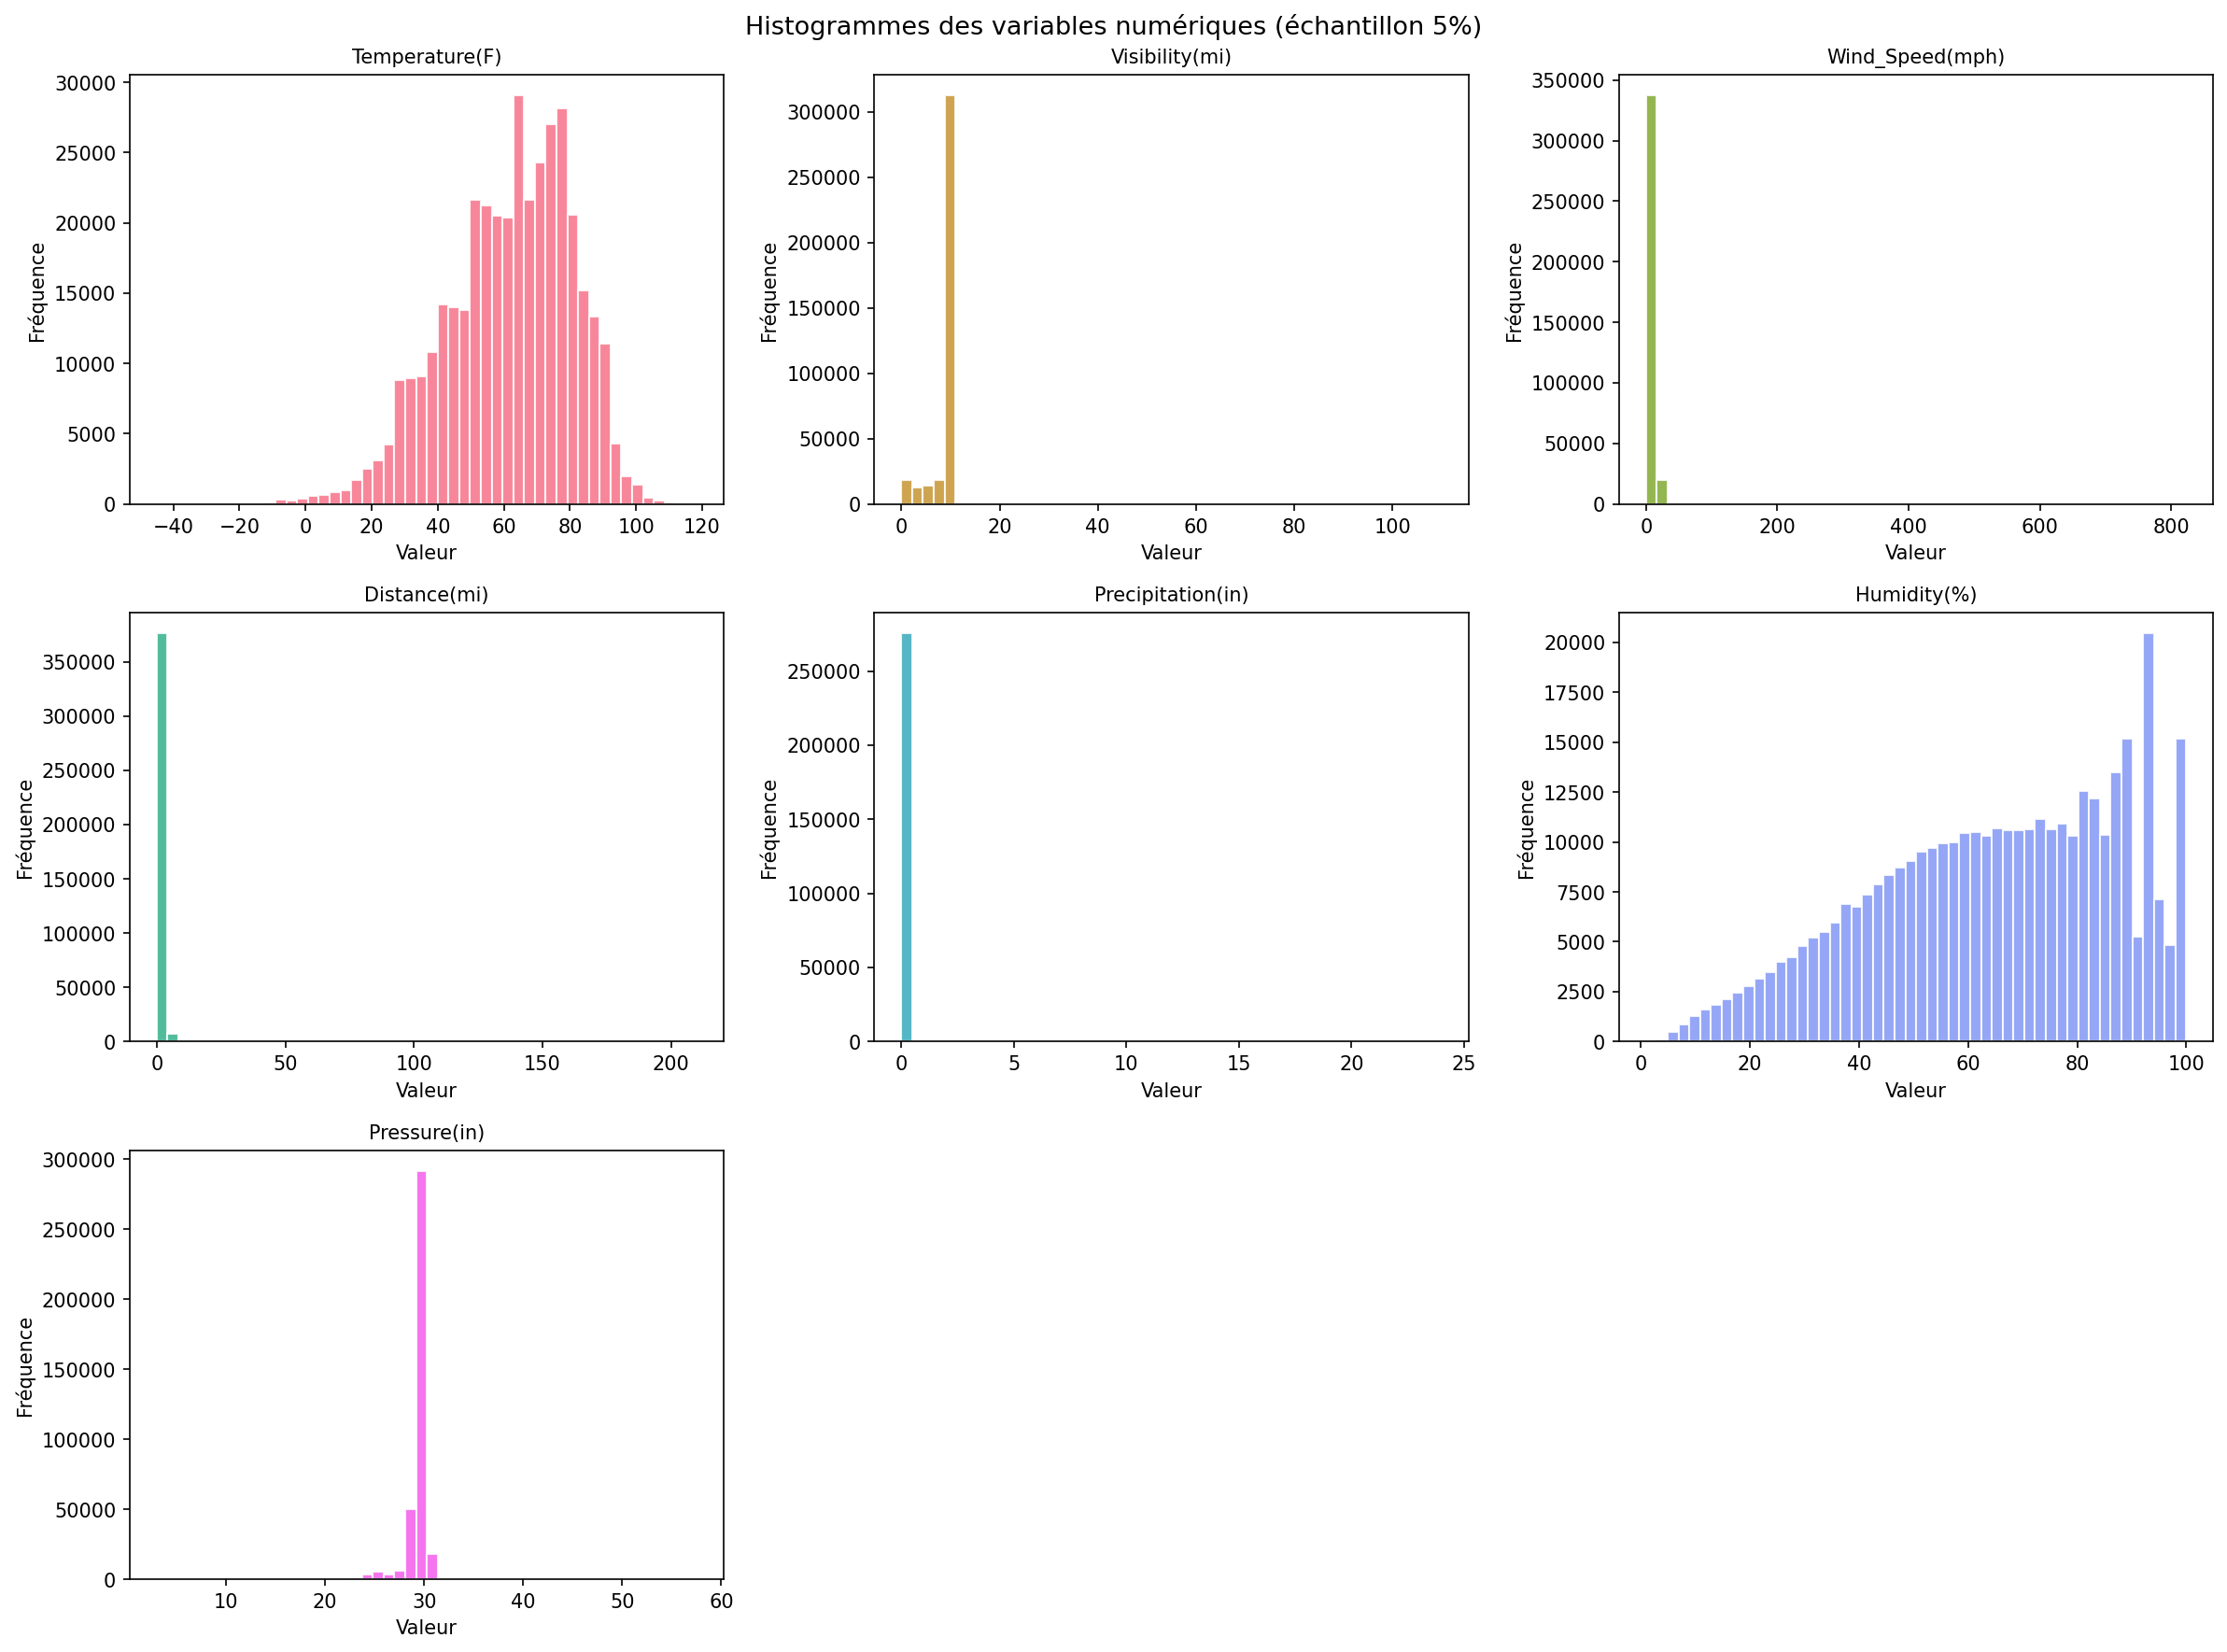 Histogrammes des variables numériques (échantillon 5%)
Temperature(F)
30000
25000
20000
15000
10000
5000
0
Fréquence
−40 −20 0 20 40 60 80 100 120
Valeur
Visibility(mi)
300000
250000
200000
150000
100000
50000
0
Fréquence
0 20 40 60 80 100
Valeur
Wind_Speed(mph)
350000
300000
250000
200000
150000
100000
50000
0
Fréquence
0 200 400 600 800
Valeur
Distance(mi)
350000
300000
250000
200000
150000
100000
50000
0
Fréquence
0 50 100 150 200
Valeur
Precipitation(in)
250000
200000
150000
100000
50000
0
Fréquence
0 5 10 15 20 25
Valeur
Humidity(%)
20000
17500
15000
12500
10000
7500
5000
2500
0
Fréquence
0 20 40 60 80 100
Valeur
Pressure(in)
300000
250000
200000
150000
100000
50000
0
Fréquence
10 20 30 40 50 60
Valeur